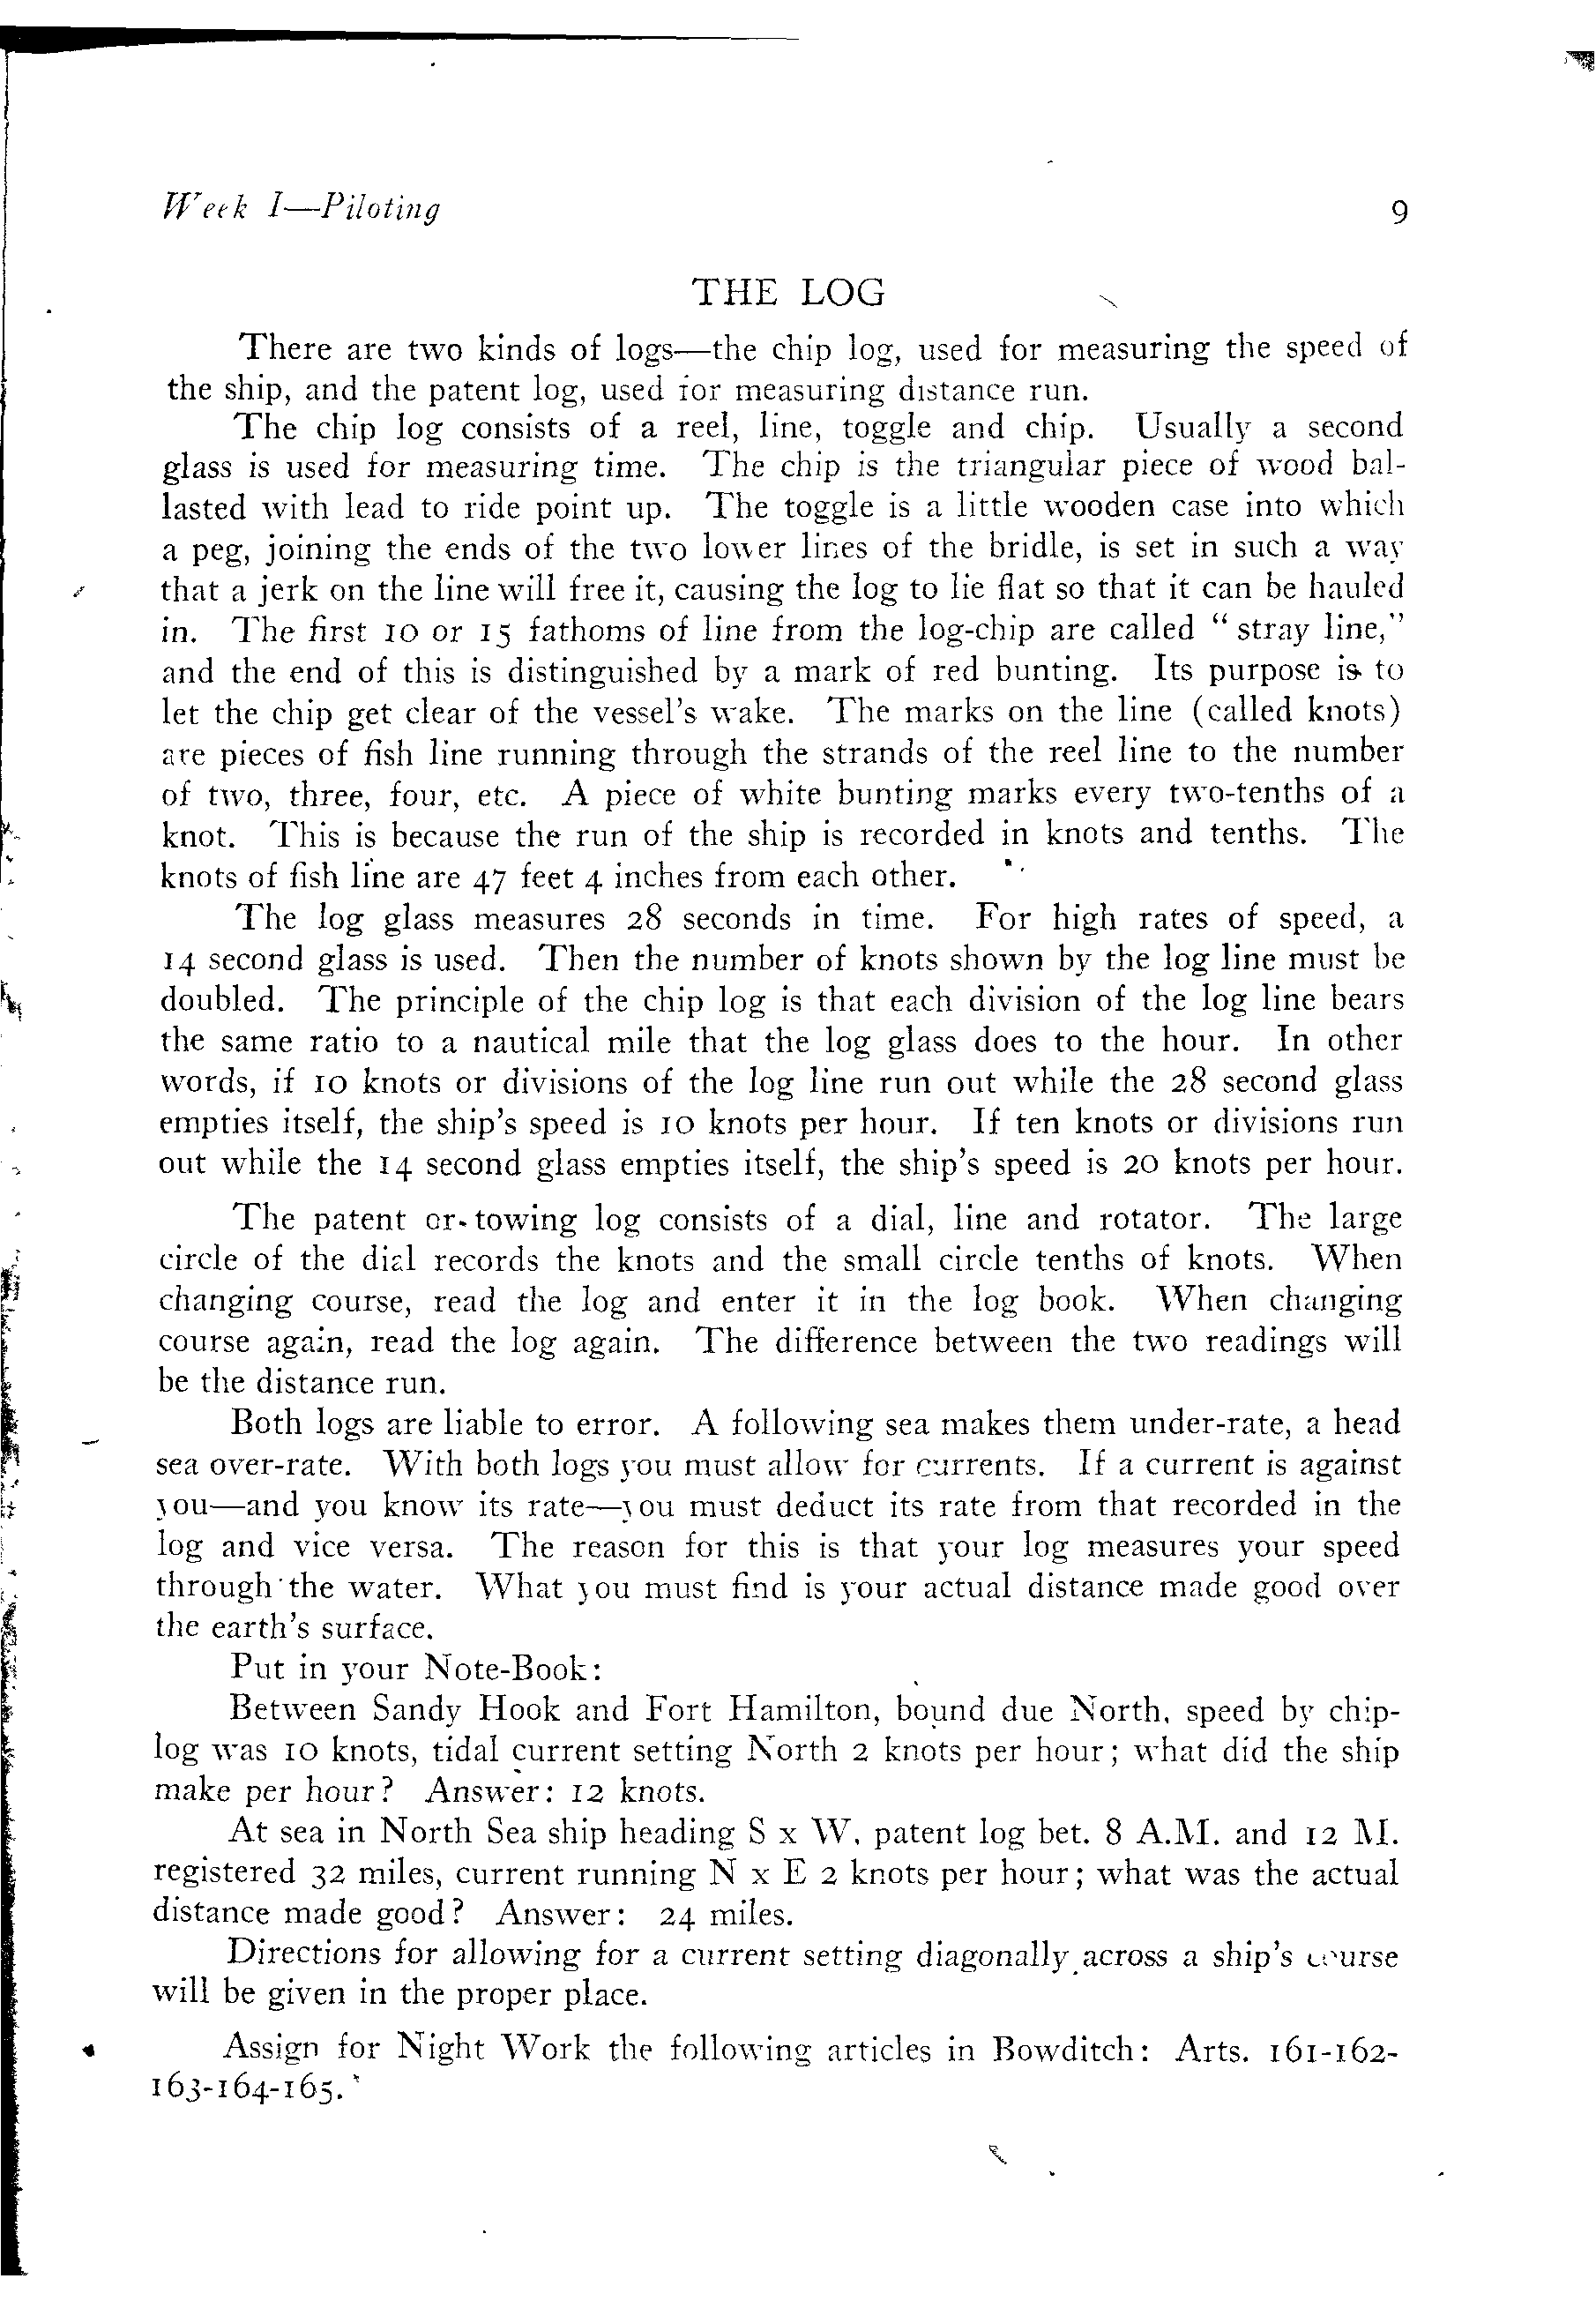 Week I—Piloting 9
THE LOG
There are two kinds of logs—the chip log, used for measuring the speed of
the ship, and the patent log, used for measuring distance run.
The chip log consists of a reel, line, toggle and chip. Usually a second
glass is used for measuring time. The chip is the triangular piece of wood bal-
lasted with lead to ride point up. The toggle is a little wooden case into which
a peg, joining the ends of the two lower lines of the bridle, is set in such a way
that a jerk on the line will free it, causing the log to lie flat so that it can be hauled
in. The first 10 or 15 fathoms of line from the log-chip are called “ stray line,”
and the end of this is distinguished by a mark of red bunting. Its purpose is to
let the chip get clear of the vessel's wake. The marks on the line (called knots)
are pieces of fish line running through the strands of the reel line to the number
of two, three, four, etc. A piece of white bunting marks every two-tenths of a
knot. This is because the run of the ship is recorded in knots and tenths. The
knots of fish line are 47 feet 4 inches from each other.
The log glass measures 28 seconds in time. For high rates of speed, a
14 second glass is used. Then the number of knots shown by the log line must be
doubled. The principle of the chip log is that each division of the log line bears
the same ratio to a nautical mile that the log glass does to the hour. In other
words, if 10 knots or divisions of the log line run out while the 28 second glass
empties itself, the ship's speed is 10 knots per hour. If ten knots or divisions run
out while the 14 second glass empties itself, the ship's speed is 20 knots per hour.
The patent or towing log consists of a dial, line and rotator. The large
circle of the dial records the knots and the small circle tenths of knots. When
changing course, read the log and enter it in the log book. When changing
course again, read the log again. The difference between the two readings will
be the distance run.
Both logs are liable to error. A following sea makes them under-rate, a head
sea over-rate. With both logs you must allow for currents. If a current is against
you—and you know its rate—you must deduct its rate from that recorded in the
log and vice versa. The reason for this is that your log measures your speed
through the water. What you must find is your actual distance made good over
the earth's surface.
Put in your Note-Book:
Between Sandy Hook and Fort Hamilton, bound due North, speed by chip-
log was 10 knots, tidal current setting North 2 knots per hour; what did the ship
make per hour? Answer: 12 knots.
At sea in North Sea ship heading S x W, patent log bet. 8 A.M. and 12 M.
registered 32 miles, current running N x E 2 knots per hour; what was the actual
distance made good? Answer: 24 miles.
Directions for allowing for a current setting diagonally across a ship's course
will be given in the proper place.
Assign for Night Work the following articles in Bowditch: Arts. 161-162-
163-164-165.